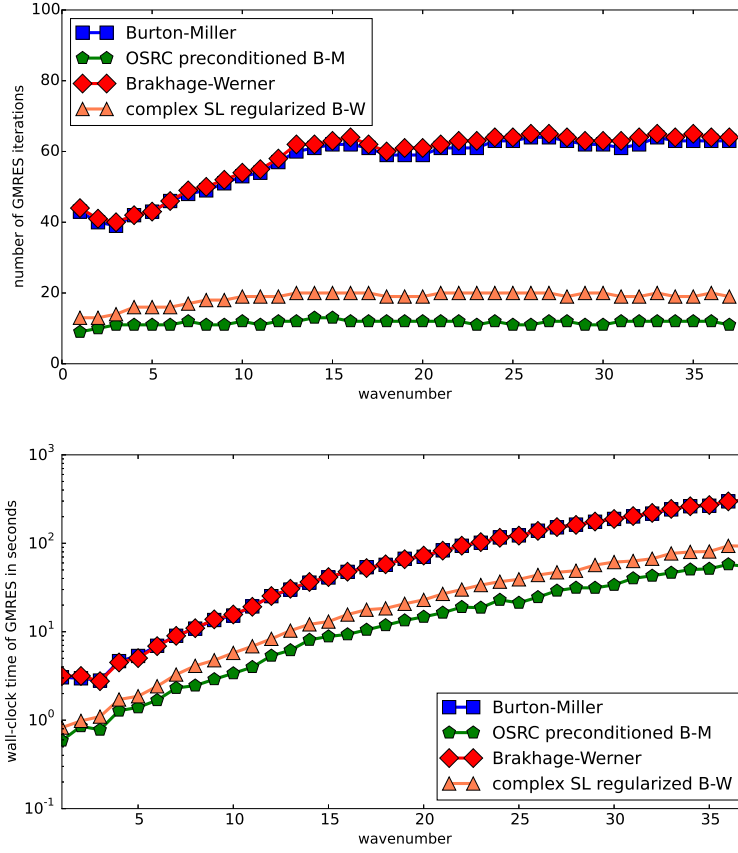 100
80
60
40
20
0
number of GMRES iterations
Burton-Miller
OSRC preconditioned B-M
Brakhage-Werner
complex SL regularized B-W
0 5 10 15 20 25 30 35
wavenumber
10^3
10^2
10^1
10^0
10^-1
wall-clock time of GMRES in seconds
Burton-Miller
OSRC preconditioned B-M
Brakhage-Werner
complex SL regularized B-W
5 10 15 20 25 30 35
wavenumber